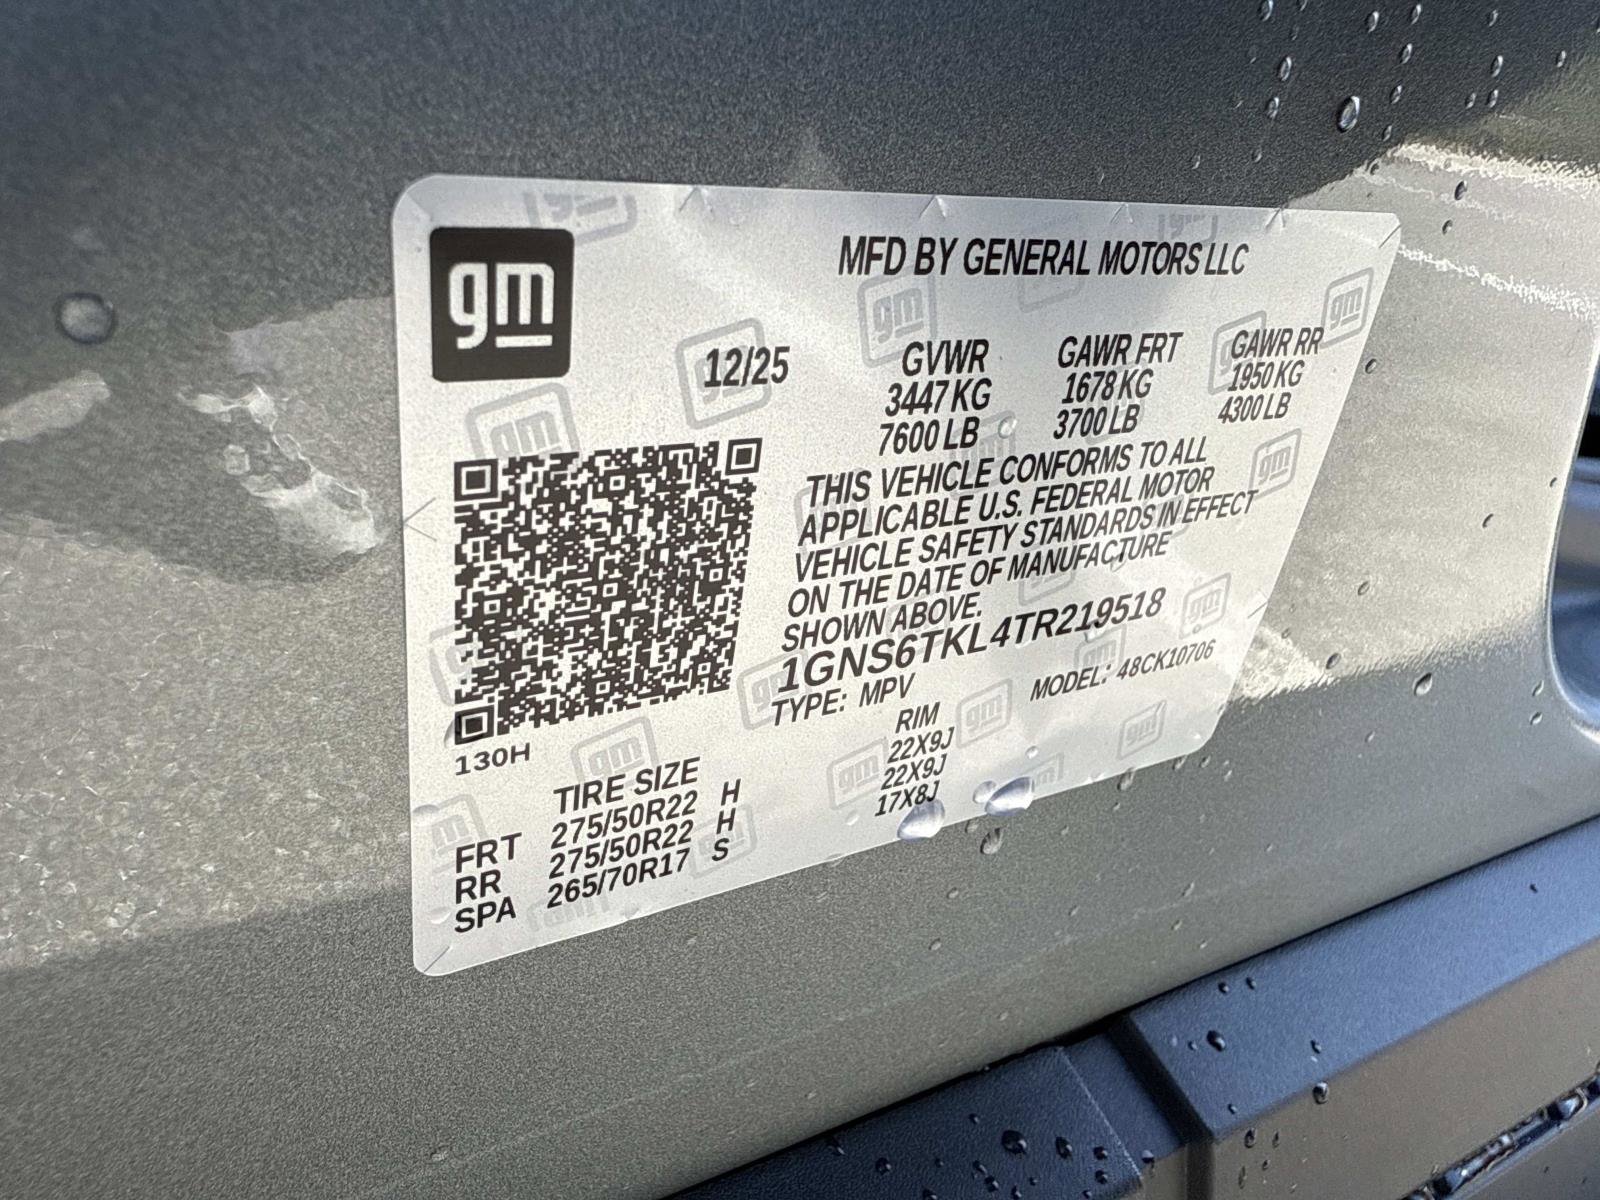 gm
MFD BY GENERAL MOTORS LLC
12/25
GVWR GAWR FRT GAWR RR
3447 KG 1678 KG 1950 KG
7600 LB 3700 LB 4300 LB
THIS VEHICLE CONFORMS TO ALL
APPLICABLE U.S. FEDERAL MOTOR
VEHICLE SAFETY STANDARDS IN EFFECT
ON THE DATE OF MANUFACTURE
SHOWN ABOVE.
1GNS6TKL4TR219518
TYPE: MPV MODEL: 48CK10706
130H
TIRE SIZE RIM
FRT 275/50R22 H 22X9J
RR 275/50R22 H 22X9J
SPA 265/70R17 S 17X8J